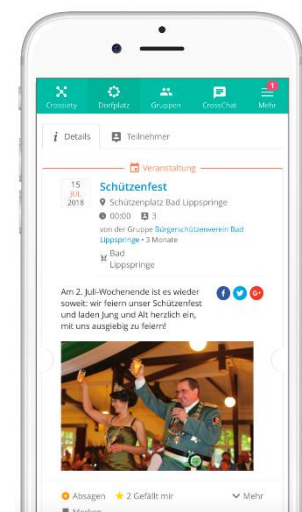 1
Crossiety Dorfplatz Gruppen CrossChat Mehr
i Details Teilnehmer
Veranstaltung
15
JUL
2018
Schützenfest
Schützenplatz Bad Lippspringe
00:00 3
von der Gruppe Bürgerschützenverein Bad
Lippspringe • 3 Monate
Bad
Lippspringe
Am 2. Juli-Wochenende ist es wieder
soweit: wir feiern unser Schützenfest
und laden Jung und Alt herzlich ein,
mit uns ausgiebig zu feiern!
f G+
Absagen 2 Gefällt mir Mehr
Merken